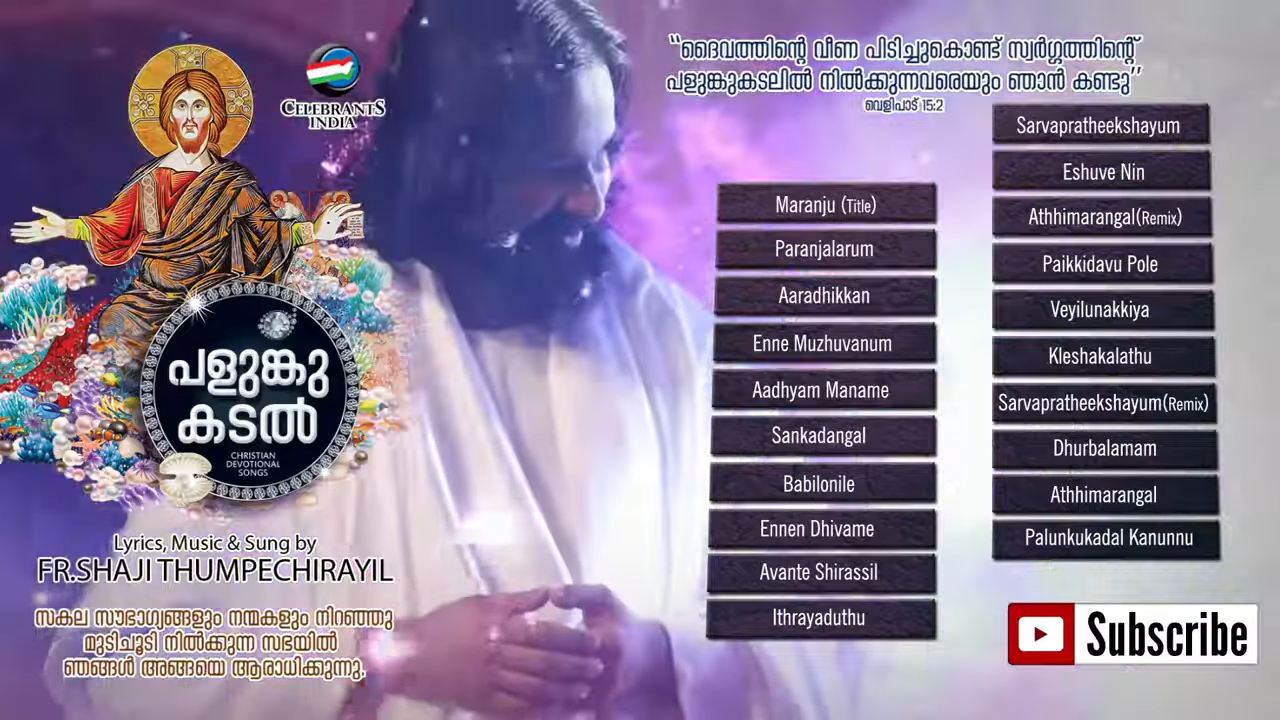 CELEBRANTS
INDIA
“ദൈവത്തിന്റെ വീണ പിടിച്ചുകൊണ്ട് സ്വർഗ്ഗത്തിന്റെ
പളുങ്കുകടലിൽ നിൽക്കുന്നവരെയും ഞാൻ കണ്ടു”
വെളിപാട് 15:2
പളുങ്കു
കടൽ
CHRISTIAN
DEVOTIONAL
SONGS
Lyrics, Music & Sung by
FR.SHAJI THUMPECHIRAYIL
സകല സൗഭാഗ്യങ്ങളും നന്മകളും നിറഞ്ഞു
മുടിചൂടി നിൽക്കുന്ന സഭയിൽ
ഞങ്ങൾ അങ്ങയെ ആരാധിക്കുന്നു.
Maranju (Title)
Paranjalarum
Aaradhikkan
Enne Muzhuvanum
Aadhyam Maname
Sankadangal
Babilonile
Ennen Dhivame
Avante Shirassil
Ithrayaduthu
Sarvapratheekshayum
Eshuve Nin
Athhimarangal(Remix)
Paikkidavu Pole
Veyilunakkiya
Kleshakalathu
Sarvapratheekshayum(Remix)
Dhurbalamam
Athhimarangal
Palunkukadal Kanunnu
Subscribe